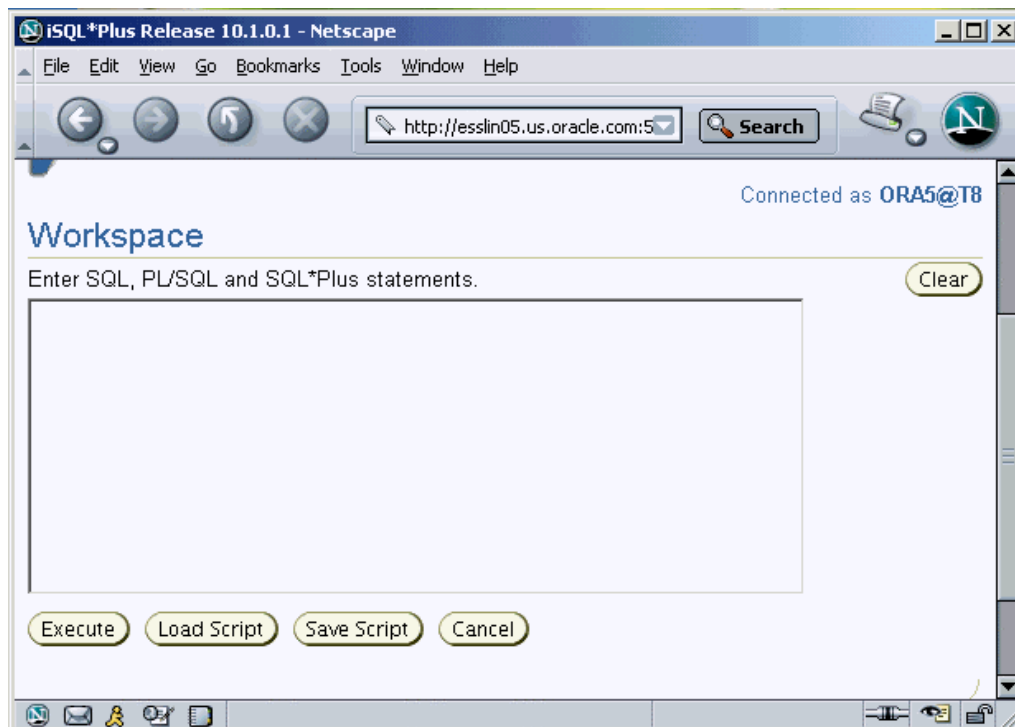 iSQL*Plus Release 10.1.0.1 - Netscape
File Edit View Go Bookmarks Tools Window Help
http://esslin05.us.oracle.com:5 Search N
Connected as ORA5@T8
Workspace
Enter SQL, PL/SQL and SQL*Plus statements. Clear
Execute Load Script Save Script Cancel